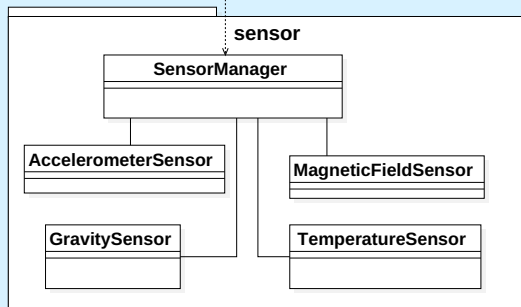 sensor
SensorManager
AccelerometerSensor
MagneticFieldSensor
GravitySensor
TemperatureSensor